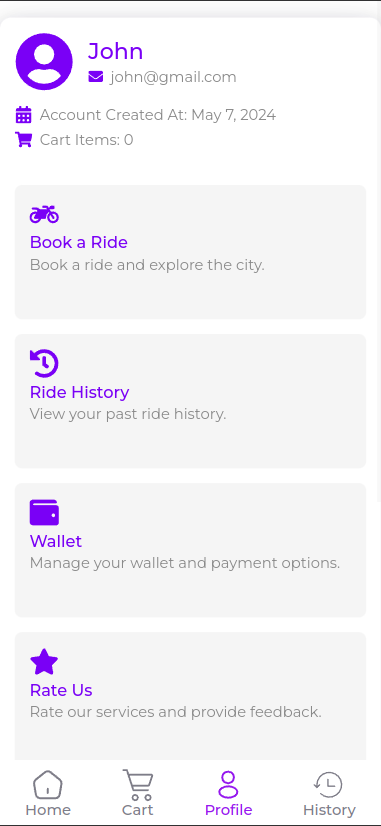 John
john@gmail.com
Account Created At: May 7, 2024
Cart Items: 0
Book a Ride
Book a ride and explore the city.
Ride History
View your past ride history.
Wallet
Manage your wallet and payment options.
Rate Us
Rate our services and provide feedback.
Home Cart Profile History